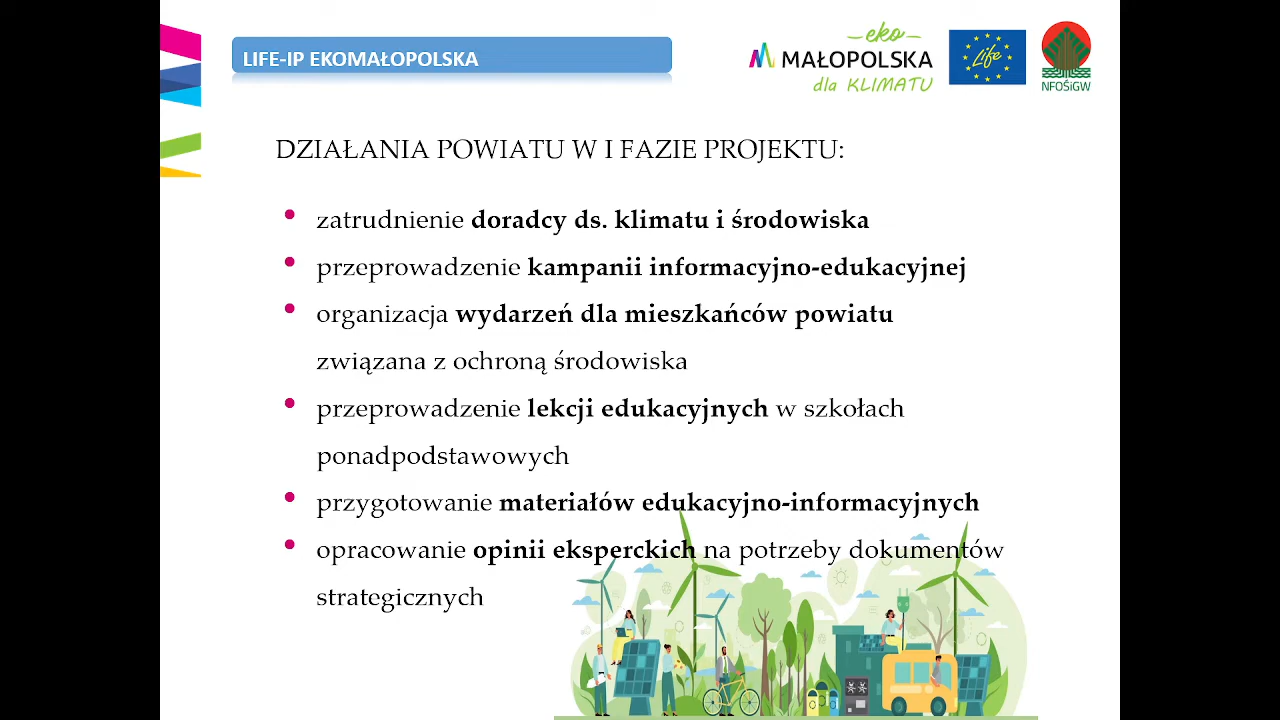 LIFE-IP EKOMAŁOPOLSKA
eko
MAŁOPOLSKA
dla KLIMATU
Life
NFOŚiGW
DZIAŁANIA POWIATU W I FAZIE PROJEKTU:
• zatrudnienie doradcy ds. klimatu i środowiska
• przeprowadzenie kampanii informacyjno-edukacyjnej
• organizacja wydarzeń dla mieszkańców powiatu
związana z ochroną środowiska
• przeprowadzenie lekcji edukacyjnych w szkołach
ponadpodstawowych
• przygotowanie materiałów edukacyjno-informacyjnych
• opracowanie opinii eksperckich na potrzeby dokumentów
strategicznych